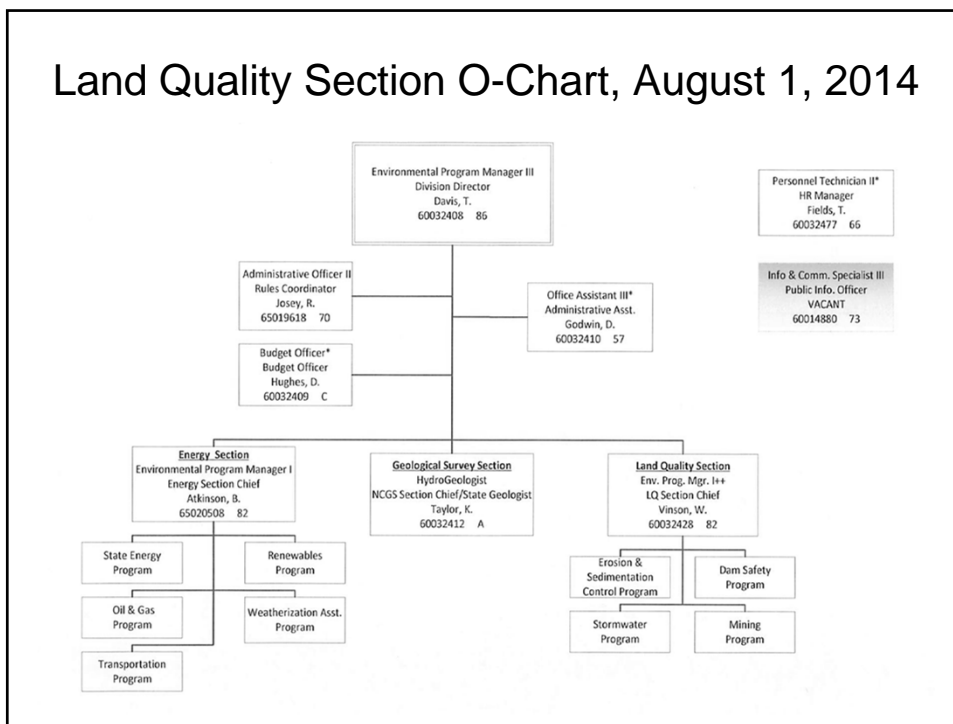 Land Quality Section O-Chart, August 1, 2014
Environmental Program Manager III
Division Director
Davis, T.
60032408 86
Personnel Technician II*
HR Manager
Fields, T.
60032477 66
Administrative Officer II
Rules Coordinator
Josey, R.
65019618 70
Office Assistant III*
Administrative Asst.
Godwin, D.
60032410 57
Info & Comm. Specialist III
Public Info. Officer
VACANT
60014880 73
Budget Officer*
Budget Officer
Hughes, D.
60032409 C
Energy Section
Environmental Program Manager I
Energy Section Chief
Atkinson, B.
65020508 82
Geological Survey Section
HydroGeologist
NCGS Section Chief/State Geologist
Taylor, K.
60032412 A
Land Quality Section
Env. Prog. Mgr. I++
LQ Section Chief
Vinson, W.
60032428 82
State Energy
Program
Renewables
Program
Oil & Gas
Program
Weatherization Asst.
Program
Transportation
Program
Erosion &
Sedimentation
Control Program
Dam Safety
Program
Stormwater
Program
Mining
Program